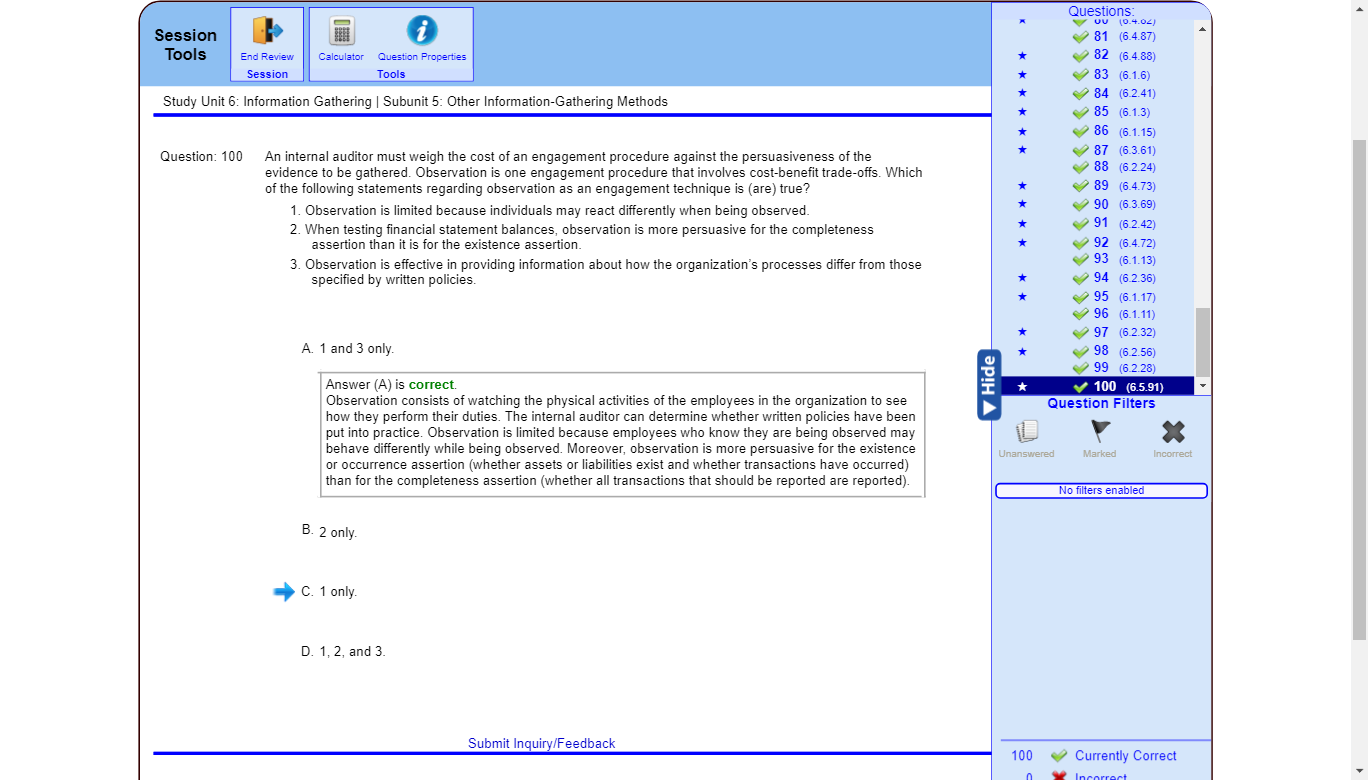 Session Tools
End Review
Session
Calculator
Question Properties
Tools
Study Unit 6: Information Gathering | Subunit 5: Other Information-Gathering Methods
Question: 100
An internal auditor must weigh the cost of an engagement procedure against the persuasiveness of the
evidence to be gathered. Observation is one engagement procedure that involves cost-benefit trade-offs. Which
of the following statements regarding observation as an engagement technique is (are) true?
1. Observation is limited because individuals may react differently when being observed.
2. When testing financial statement balances, observation is more persuasive for the completeness
assertion than it is for the existence assertion.
3. Observation is effective in providing information about how the organization's processes differ from those
specified by written policies.
A. 1 and 3 only.
Answer (A) is correct.
Observation consists of watching the physical activities of the employees in the organization to see
how they perform their duties. The internal auditor can determine whether written policies have been
put into practice. Observation is limited because employees who know they are being observed may
behave differently while being observed. Moreover, observation is more persuasive for the existence
or occurrence assertion (whether assets or liabilities exist and whether transactions have occurred)
than for the completeness assertion (whether all transactions that should be reported are reported).
B. 2 only.
C. 1 only.
D. 1, 2, and 3.
Submit Inquiry/Feedback
Questions:
80 (6.4.82)
81 (6.4.87)
82 (6.4.88)
83 (6.1.6)
84 (6.2.41)
85 (6.1.3)
86 (6.1.15)
87 (6.3.61)
88 (6.2.24)
89 (6.4.73)
90 (6.3.69)
91 (6.2.42)
92 (6.4.72)
93 (6.1.13)
94 (6.2.36)
95 (6.1.17)
96 (6.1.11)
97 (6.2.32)
98 (6.2.56)
99 (6.2.28)
100 (6.5.91)
Hide
Question Filters
Unanswered
Marked
Incorrect
No filters enabled
100 Currently Correct
0 Incorrect